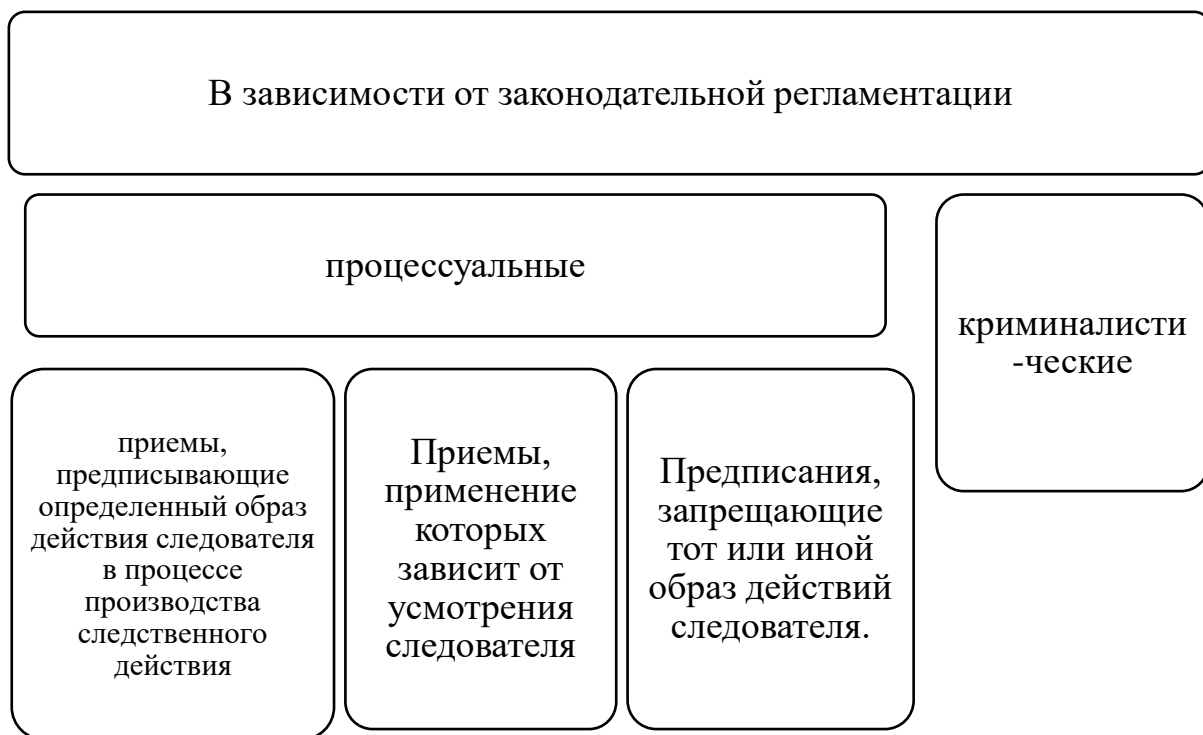 В зависимости от законодательной регламентации
процессуальные
криминалисти
-ческие
приемы,
предписывающие
определенный образ
действия следователя
в процессе
производства
следственного
действия
Приемы,
применение
которых
зависит от
усмотрения
следователя
Предписания,
запрещающие
тот или иной
образ действий
следователя.